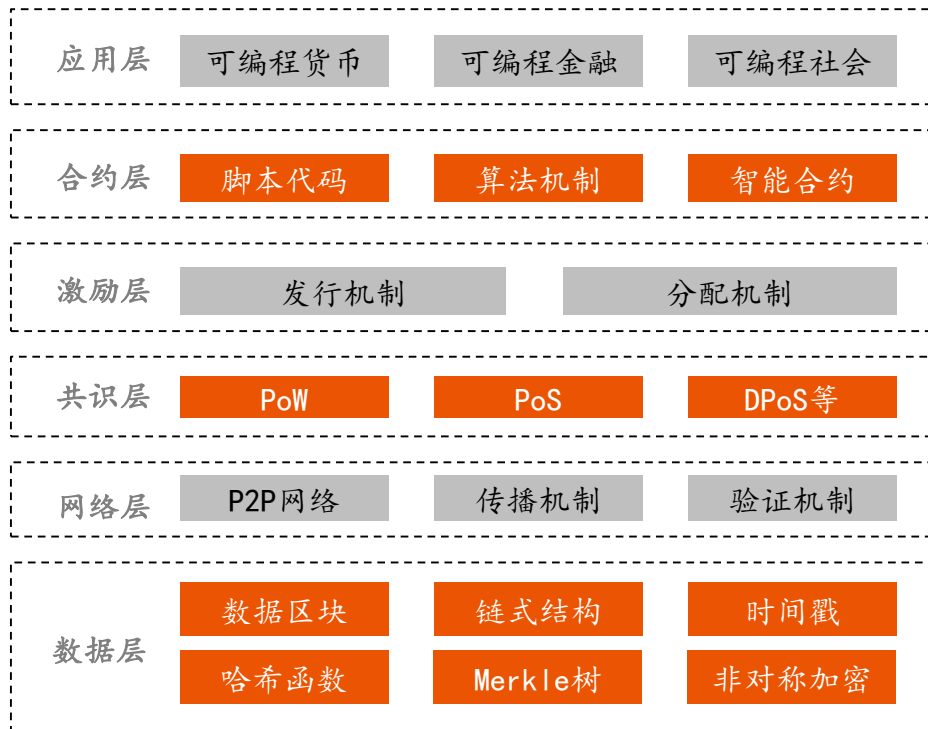 应用层 可编程货币 可编程金融 可编程社会
合约层 脚本代码 算法机制 智能合约
激励层 发行机制 分配机制
共识层 PoW PoS DPoS等
网络层 P2P网络 传播机制 验证机制
数据区块 链式结构 时间戳
数据层
哈希函数 Merkle树 非对称加密